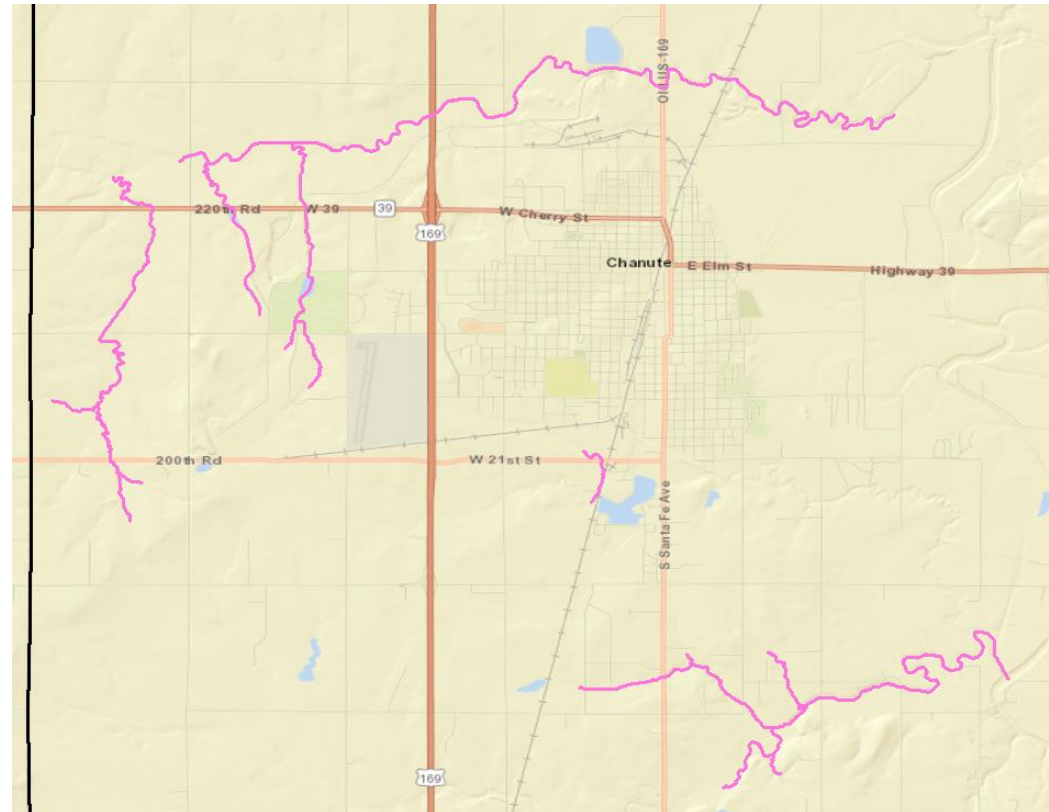 Old US-169
220th Rd
W 39
39
W Cherry St
169
Chanute
E Elm St
Highway 39
200th Rd
W 21st St
S Santa Fe Ave
169